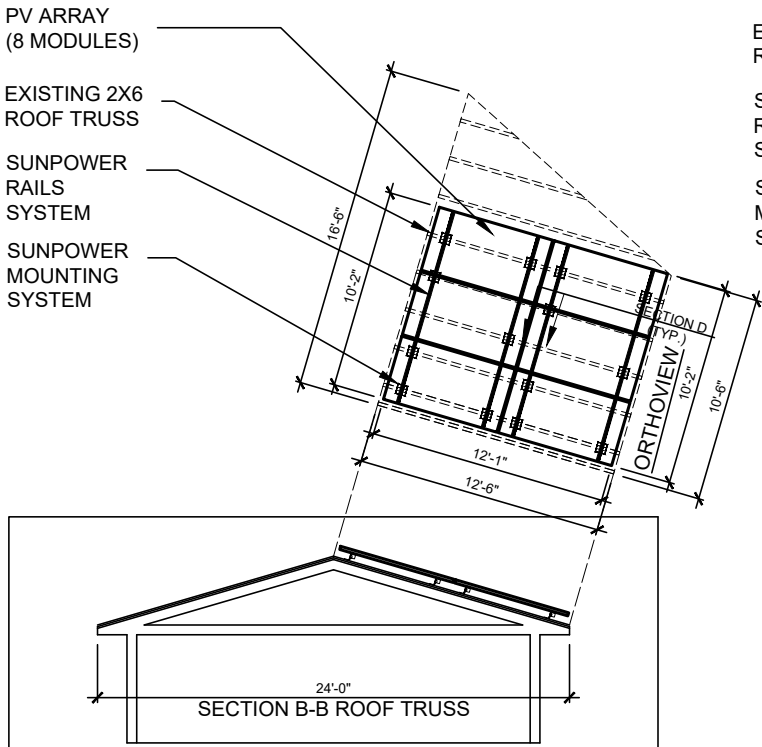 PV ARRAY
(8 MODULES)
EXISTING 2X6
ROOF TRUSS
SUNPOWER
RAILS
SYSTEM
SUNPOWER
MOUNTING
SYSTEM
E
R
S
R
S
S
M
S
16'-6"
10'-2"
SECTION D
(TYP.)
ORTHOVIEW
10'-2"
10'-6"
12'-1"
12'-6"
24'-0"
SECTION B-B ROOF TRUSS